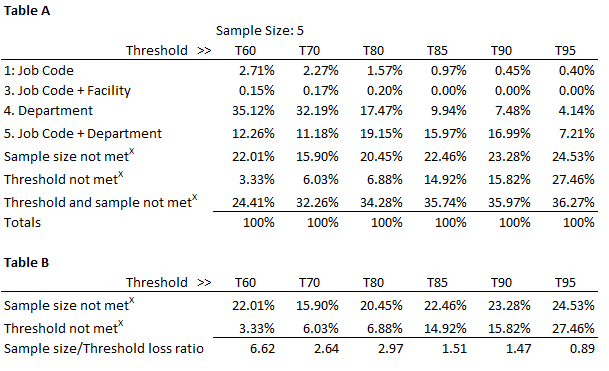 Table A
Sample Size: 5
Threshold >> T60 T70 T80 T85 T90 T95
1: Job Code 2.71% 2.27% 1.57% 0.97% 0.45% 0.40%
3. Job Code + Facility 0.15% 0.17% 0.20% 0.00% 0.00% 0.00%
4. Department 35.12% 32.19% 17.47% 9.94% 7.48% 4.14%
5. Job Code + Department 12.26% 11.18% 19.15% 15.97% 16.99% 7.21%
Sample size not metX 22.01% 15.90% 20.45% 22.46% 23.28% 24.53%
Threshold not metX 3.33% 6.03% 6.88% 14.92% 15.82% 27.46%
Threshold and sample not metX 24.41% 32.26% 34.28% 35.74% 35.97% 36.27%
Totals 100% 100% 100% 100% 100% 100%
Table B
Threshold >> T60 T70 T80 T85 T90 T95
Sample size not metX 22.01% 15.90% 20.45% 22.46% 23.28% 24.53%
Threshold not metX 3.33% 6.03% 6.88% 14.92% 15.82% 27.46%
Sample size/Threshold loss ratio 6.62 2.64 2.97 1.51 1.47 0.89